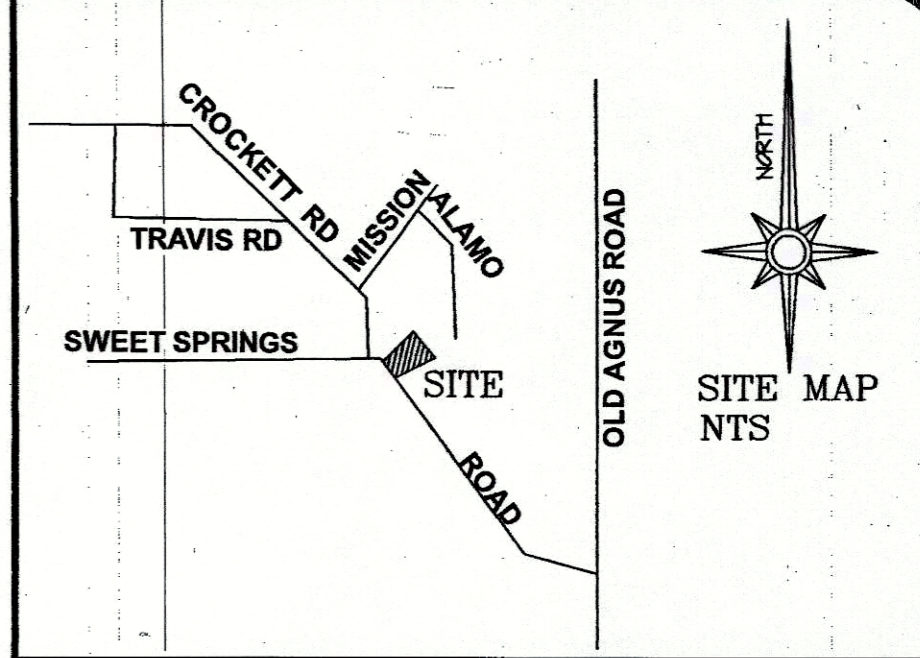 CROCKETT RD
NORTH
MISSION
ALAMO
TRAVIS RD
OLD AGNUS ROAD
SWEET SPRINGS
SITE
SITE MAP
NTS
ROAD